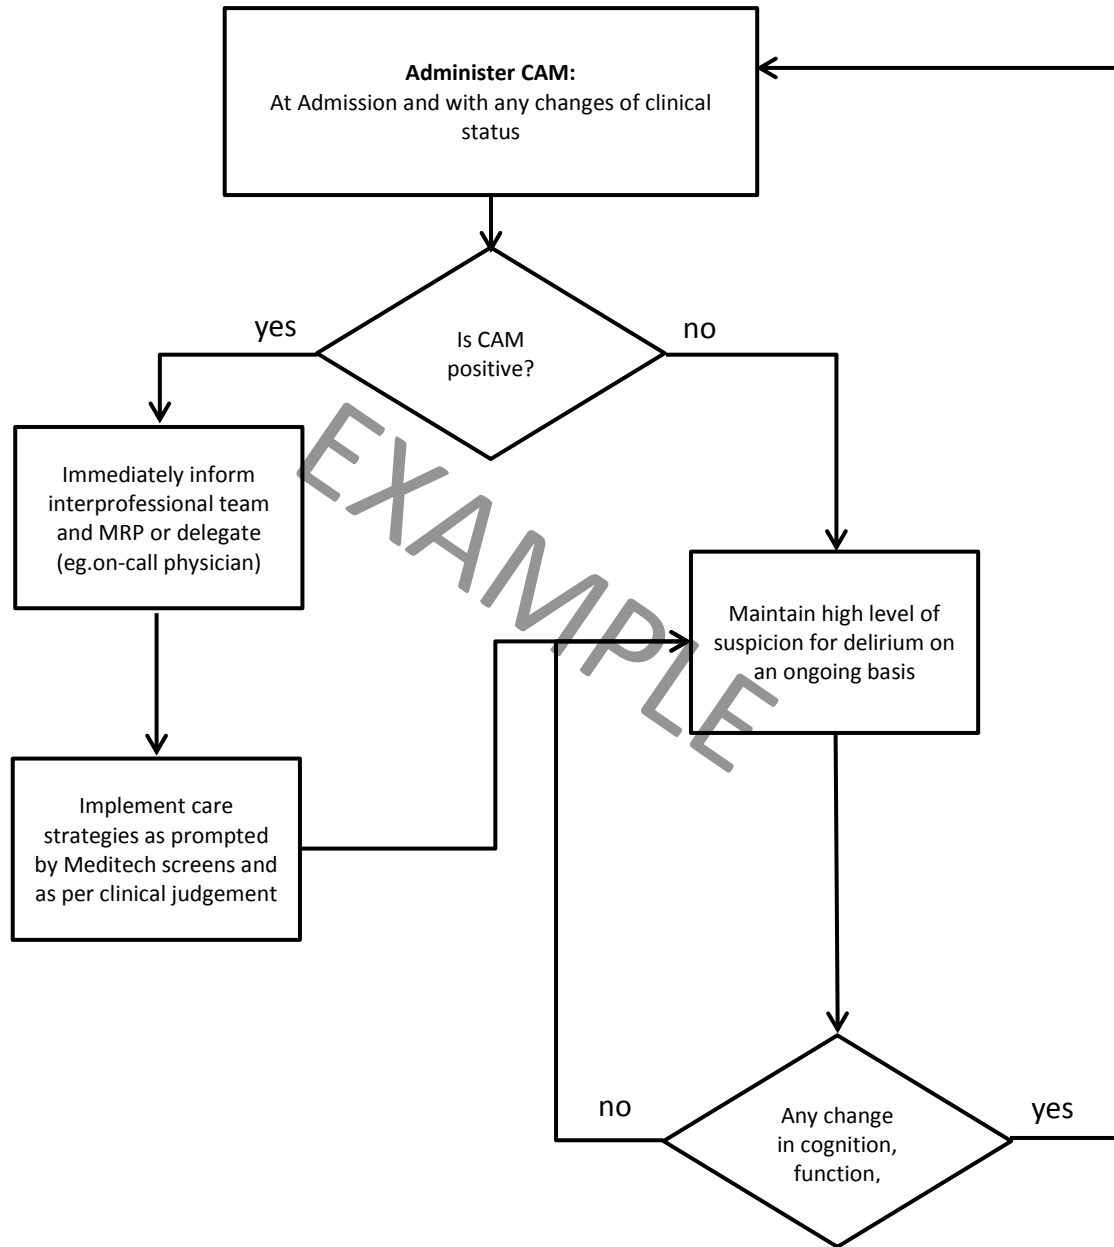 Administer CAM:
At Admission and with any changes of clinical
status
yes
no
Is CAM
positive?
Immediately inform
interprofessional team
and MRP or delegate
(eg.on-call physician)
EXAMPLE
Maintain high level of
suspicion for delirium on
an ongoing basis
Implement care
strategies as prompted
by Meditech screens and
as per clinical judgement
no
yes
Any change
in cognition,
function,